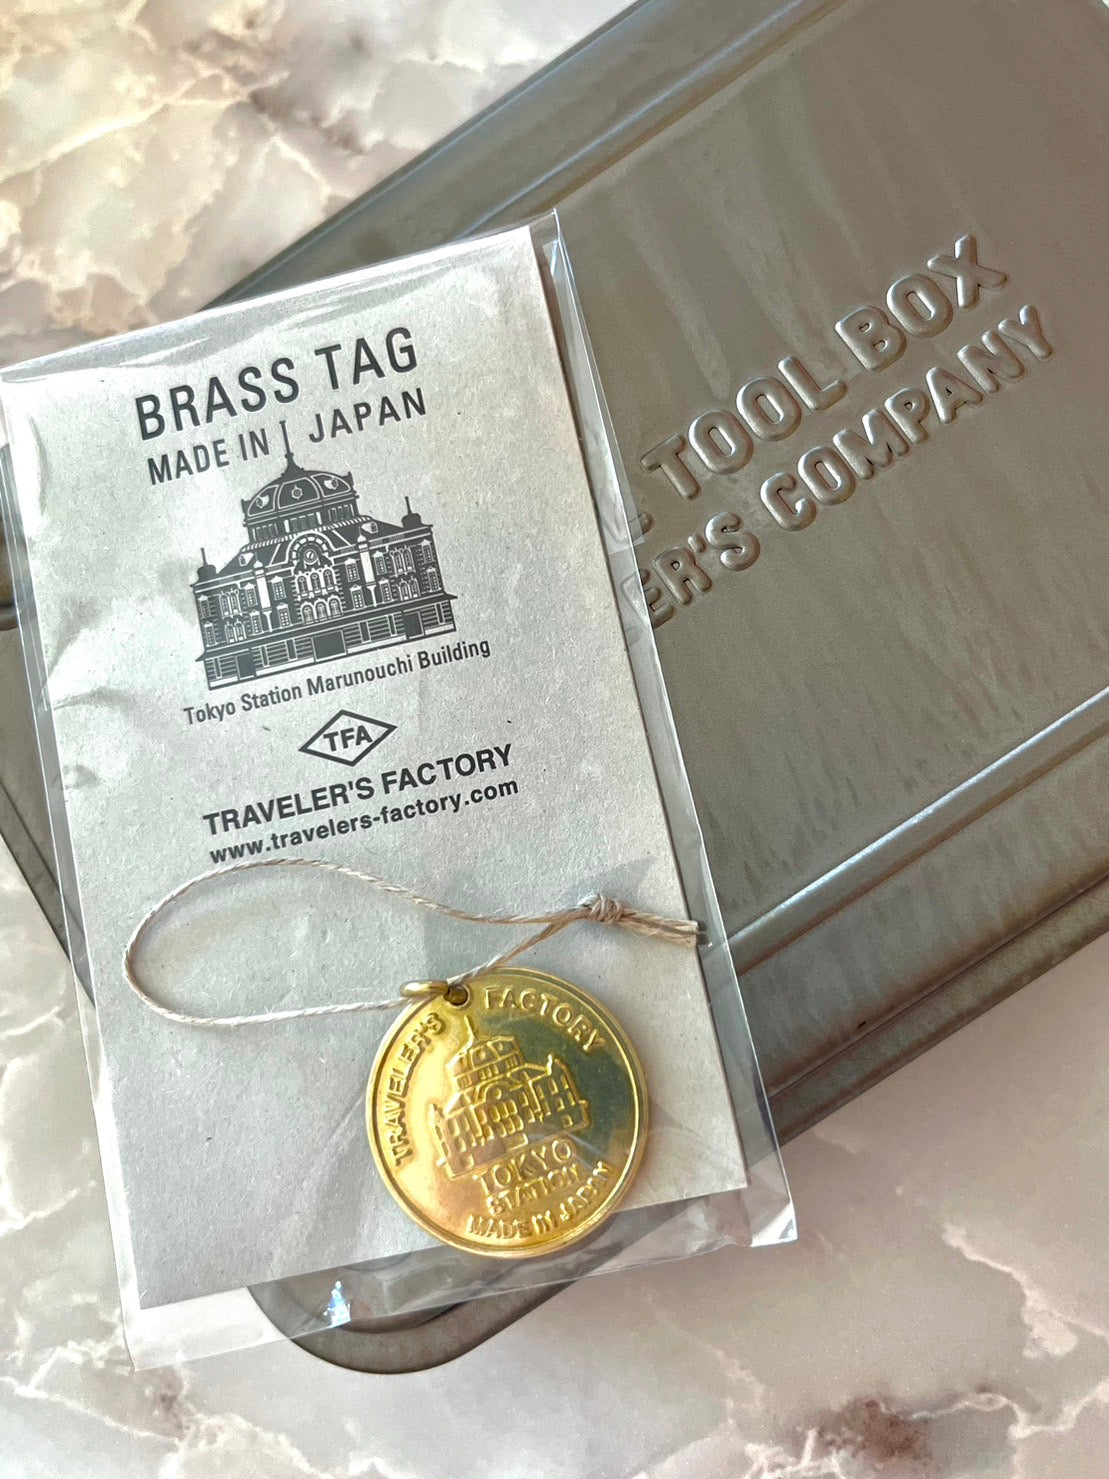 BRASS TAG
MADE IN JAPAN
Tokyo Station Marunouchi Building
TFA
TRAVELER'S FACTORY
www.travelers-factory.com
TRAVELER'S FACTORY
TOKYO
STATION
MADE IN JAPAN
TOOL BOX
ER'S COMPANY